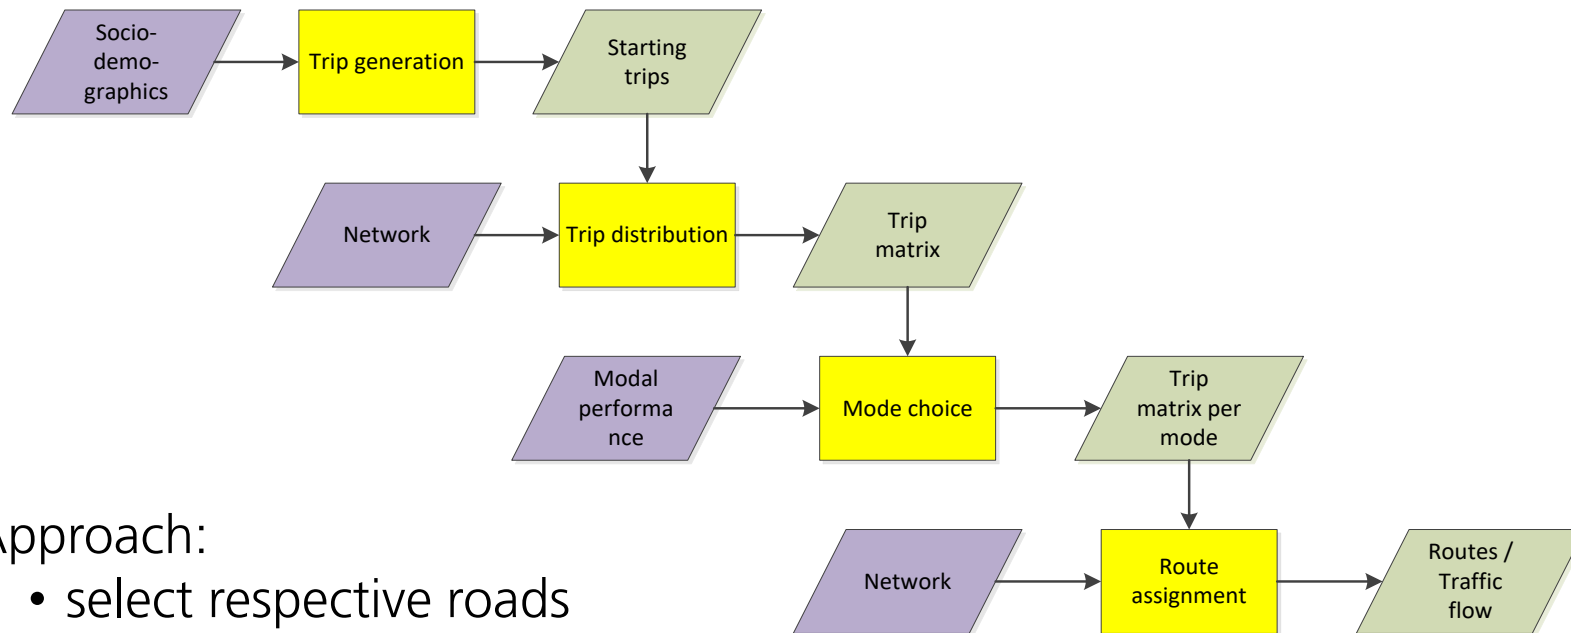 Socio-
demo-
graphics
Trip generation
Starting
trips
Network
Trip distribution
Trip
matrix
Modal
performa
nce
Mode choice
Trip
matrix per
mode
Approach:
• select respective roads
Network
Route
assignment
Routes /
Traffic
flow